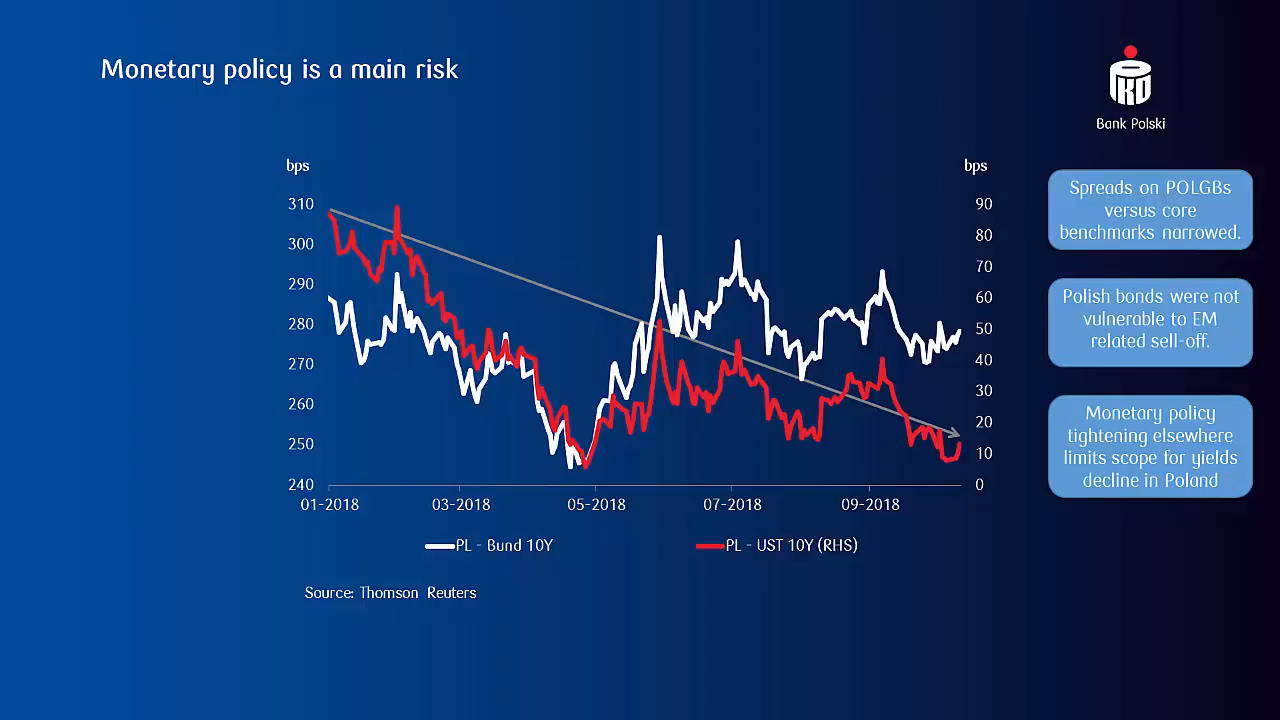 Monetary policy is a main risk
PKO
Bank Polski
bps
bps
310
300
290
280
270
260
250
240
90
80
70
60
50
40
30
20
10
0
01-2018
03-2018
05-2018
07-2018
09-2018
PL - Bund 10Y
PL - UST 10Y (RHS)
Source: Thomson Reuters
Spreads on POLGBs
versus core
benchmarks narrowed.
Polish bonds were not
vulnerable to EM
related sell-off.
Monetary policy
tightening elsewhere
limits scope for yields
decline in Poland